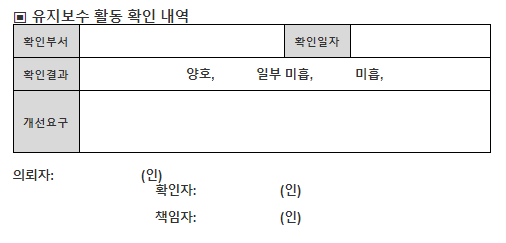 ▣ 유지보수 활동 확인 내역
확인부서 확인일자
확인결과 양호, 일부 미흡, 미흡,
개선요구
의뢰자: (인)
확인자: (인)
책임자: (인)